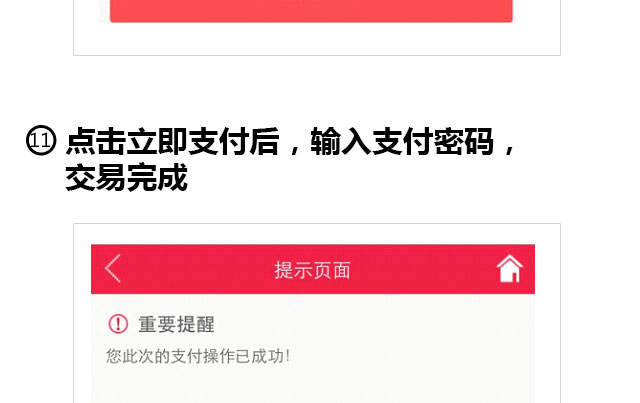 ⑪ 点击立即支付后，输入支付密码，
交易完成
提示页面
重要提醒
您此次的支付操作已成功！